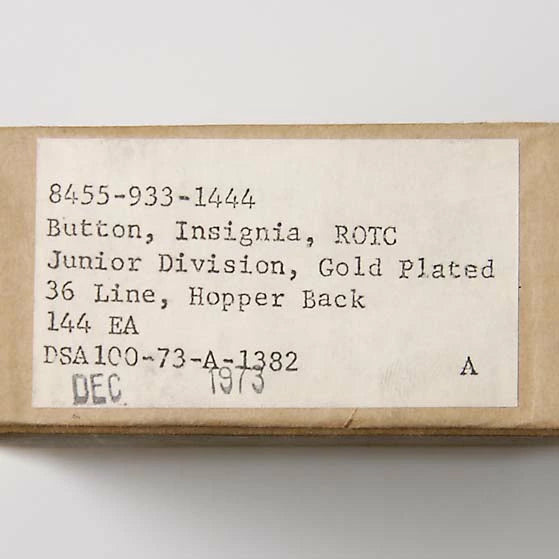 8455-933-1444
Button, Insignia, ROTC
Junior Division, Gold Plated
36 Line, Hopper Back
144 EA
DSA100-73-A-1382
DEC 1973 A